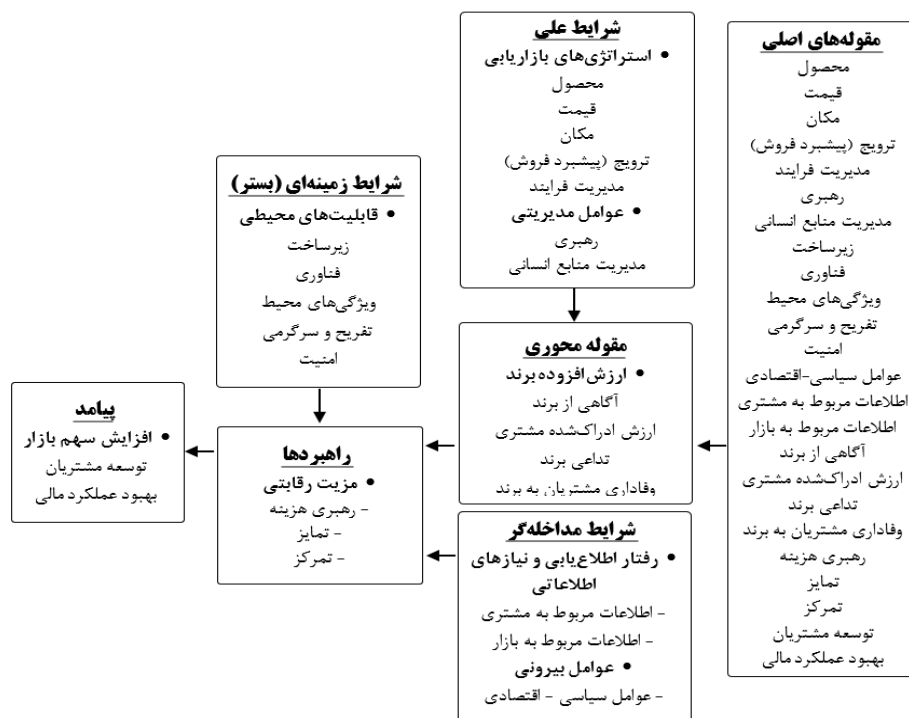 مقوله‌های اصلی
محصول
قیمت
مکان
ترویج (پیشبرد فروش)
مدیریت فرایند
رهبری
مدیریت منابع انسانی
زیرساخت
فناوری
ویژگی‌های محیط
تفریح و سرگرمی
امنیت
عوامل سیاسی-اقتصادی
اطلاعات مربوط به مشتری
اطلاعات مربوط به بازار
آگاهی از برند
ارزش ادراک‌شده مشتری
تداعی برند
وفاداری مشتریان به برند
رهبری هزینه
تمایز
تمرکز
توسعه مشتریان
بهبود عملکرد مالی
شرایط علی
• استراتژی‌های بازاریابی
محصول
قیمت
مکان
ترویج (پیشبرد فروش)
مدیریت فرایند
• عوامل مدیریتی
رهبری
مدیریت منابع انسانی
مقوله محوری
• ارزش‌افزوده برند
آگاهی از برند
ارزش ادراک‌شده مشتری
تداعی برند
وفاداری مشتریان به برند
شرایط مداخله‌گر
• رفتار اطلاع‌یابی و نیازهای
اطلاعاتی
- اطلاعات مربوط به مشتری
- اطلاعات مربوط به بازار
• عوامل بیرونی
- عوامل سیاسی - اقتصادی
شرایط زمینه‌ای (بستر)
• قابلیت‌های محیطی
زیرساخت
فناوری
ویژگی‌های محیط
تفریح و سرگرمی
امنیت
راهبردها
• مزیت رقابتی
- رهبری هزینه
- تمایز
- تمرکز
پیامد
• افزایش سهم بازار
توسعه مشتریان
بهبود عملکرد مالی